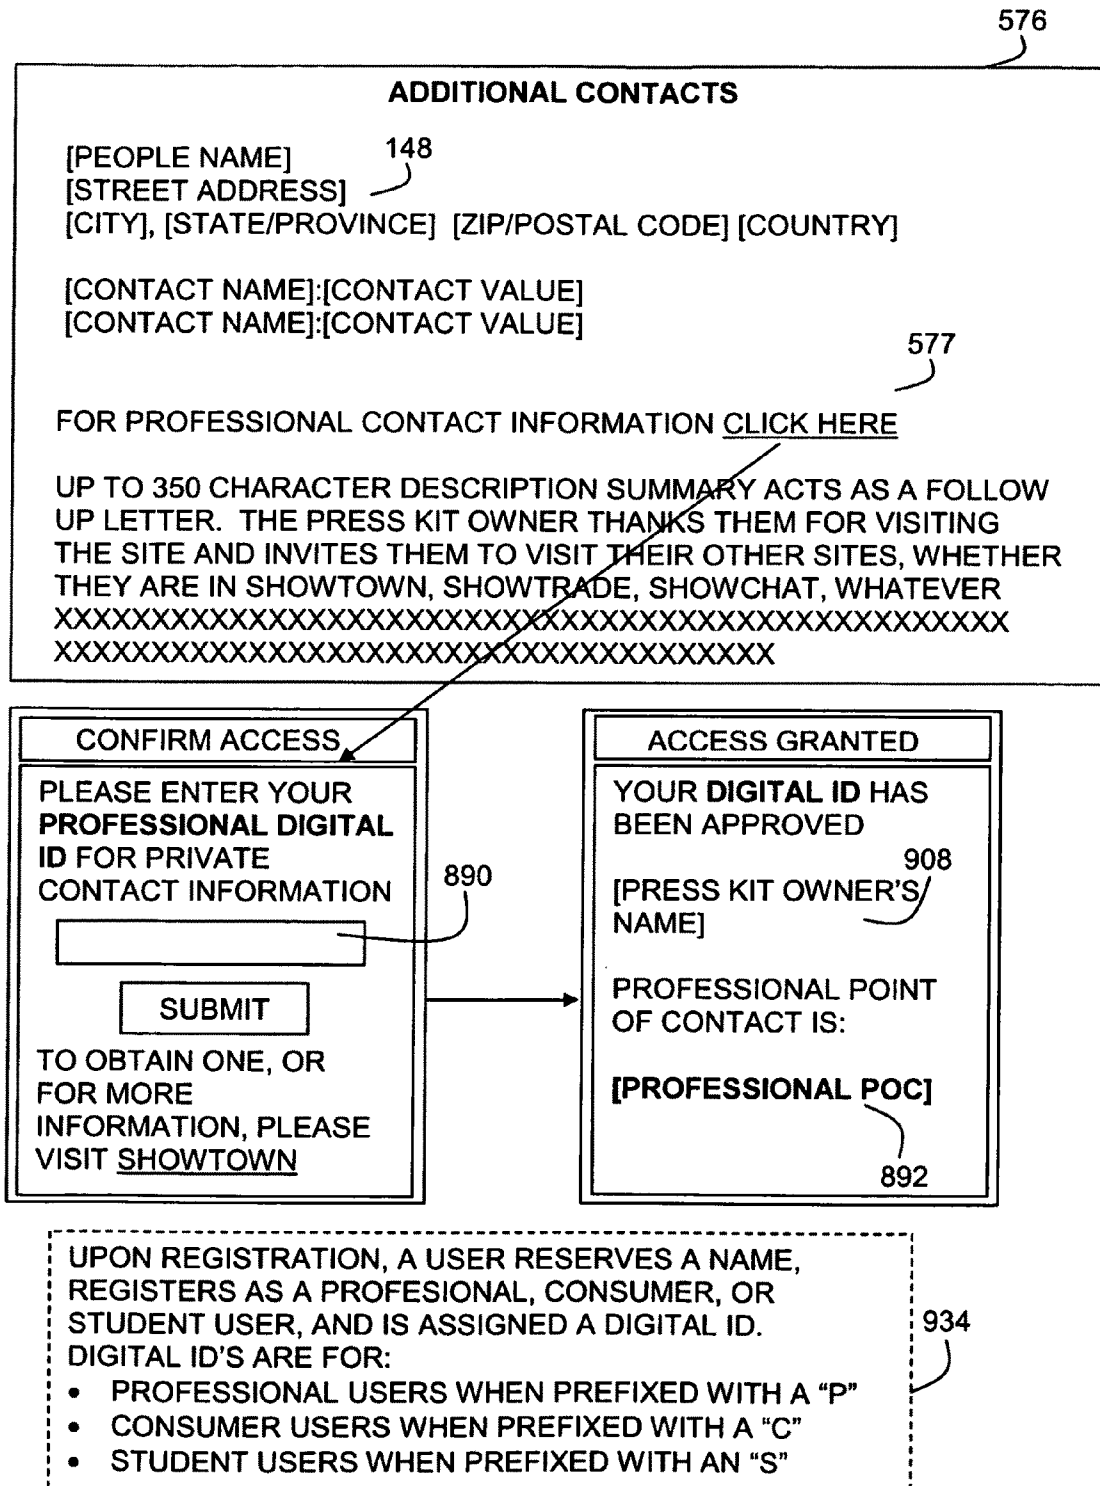 576
ADDITIONAL CONTACTS
[PEOPLE NAME]
148
[STREET ADDRESS]
[CITY], [STATE/PROVINCE] [ZIP/POSTAL CODE] [COUNTRY]
[CONTACT NAME]:[CONTACT VALUE]
[CONTACT NAME]:[CONTACT VALUE]
577
FOR PROFESSIONAL CONTACT INFORMATION CLICK HERE
UP TO 350 CHARACTER DESCRIPTION SUMMARY ACTS AS A FOLLOW
UP LETTER. THE PRESS KIT OWNER THANKS THEM FOR VISITING
THE SITE AND INVITES THEM TO VISIT THEIR OTHER SITES, WHETHER
THEY ARE IN SHOWTOWN, SHOWTRADE, SHOWCHAT, WHATEVER
XXXXXXXXXXXXXXXXXXXXXXXXXXXXXXXXXXXXXXXXXXXXXXXXXX
XXXXXXXXXXXXXXXXXXXXXXXXXXXXXXXXXXXXXX
CONFIRM ACCESS
PLEASE ENTER YOUR
PROFESSIONAL DIGITAL
ID FOR PRIVATE
CONTACT INFORMATION
890
SUBMIT
TO OBTAIN ONE, OR
FOR MORE
INFORMATION, PLEASE
VISIT SHOWTOWN
ACCESS GRANTED
YOUR DIGITAL ID HAS
BEEN APPROVED
908
[PRESS KIT OWNER'S
NAME]
PROFESSIONAL POINT
OF CONTACT IS:
[PROFESSIONAL POC]
892
UPON REGISTRATION, A USER RESERVES A NAME,
REGISTERS AS A PROFESIONAL, CONSUMER, OR
STUDENT USER, AND IS ASSIGNED A DIGITAL ID.
DIGITAL ID'S ARE FOR:
• PROFESSIONAL USERS WHEN PREFIXED WITH A “P”
• CONSUMER USERS WHEN PREFIXED WITH A “C”
• STUDENT USERS WHEN PREFIXED WITH AN “S”
934